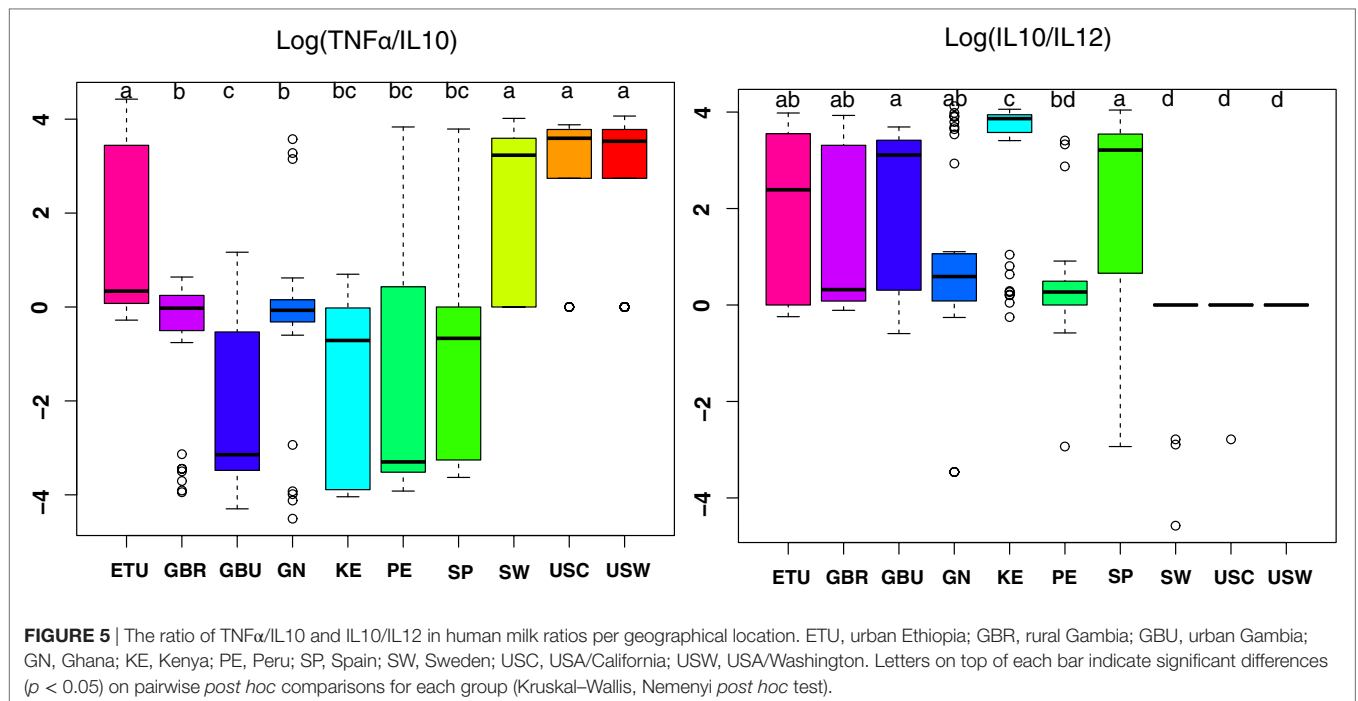 Log(TNFα/IL10)
a b c b bc bc bc a a a
4
2
0
−2
−4
ETU GBR GBU GN KE PE SP SW USC USW
Log(IL10/IL12)
ab ab a ab c bd a d d d
4
2
0
−2
−4
ETU GBR GBU GN KE PE SP SW USC USW
FIGURE 5 | The ratio of TNFα/IL10 and IL10/IL12 in human milk ratios per geographical location. ETU, urban Ethiopia; GBR, rural Gambia; GBU, urban Gambia;
GN, Ghana; KE, Kenya; PE, Peru; SP, Spain; SW, Sweden; USC, USA/California; USW, USA/Washington. Letters on top of each bar indicate significant differences
(p < 0.05) on pairwise post hoc comparisons for each group (Kruskal–Wallis, Nemenyi post hoc test).